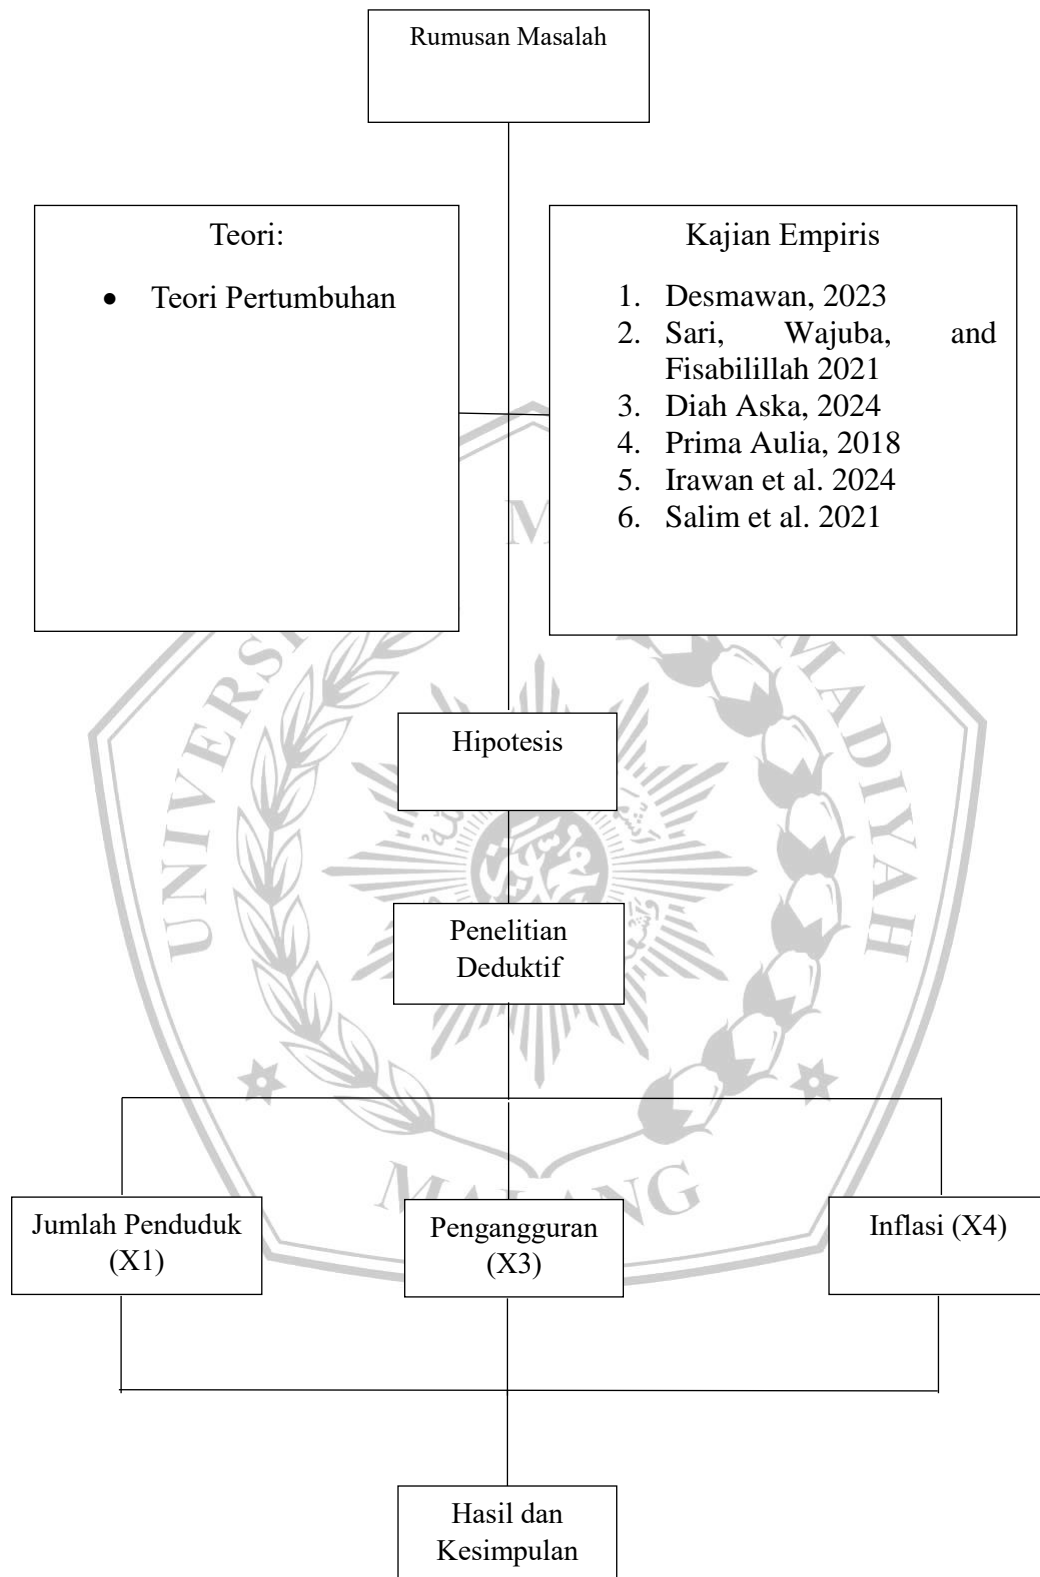 Rumusan Masalah
Teori:
• Teori Pertumbuhan
Kajian Empiris
1. Desmawan, 2023
2. Sari, Wajuba, and
Fisabilillah 2021
3. Diah Aska, 2024
4. Prima Aulia, 2018
5. Irawan et al. 2024
6. Salim et al. 2021
Hipotesis
Penelitian
Deduktif
Jumlah Penduduk
(X1)
Pengangguran
(X3)
Inflasi (X4)
Hasil dan
Kesimpulan
MALANG